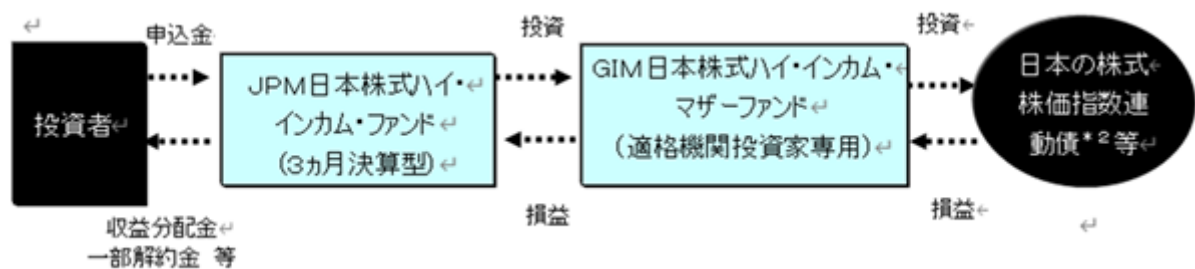 申込金
投資
投資
投資者
JPM日本株式ハイ・
インカム・ファンド
(3ヵ月決算型)
GIM日本株式ハイ・インカム・
マザーファンド
(適格機関投資家専用)
日本の株式
株価指数連
動債*2等
収益分配金
一部解約金 等
損益
損益